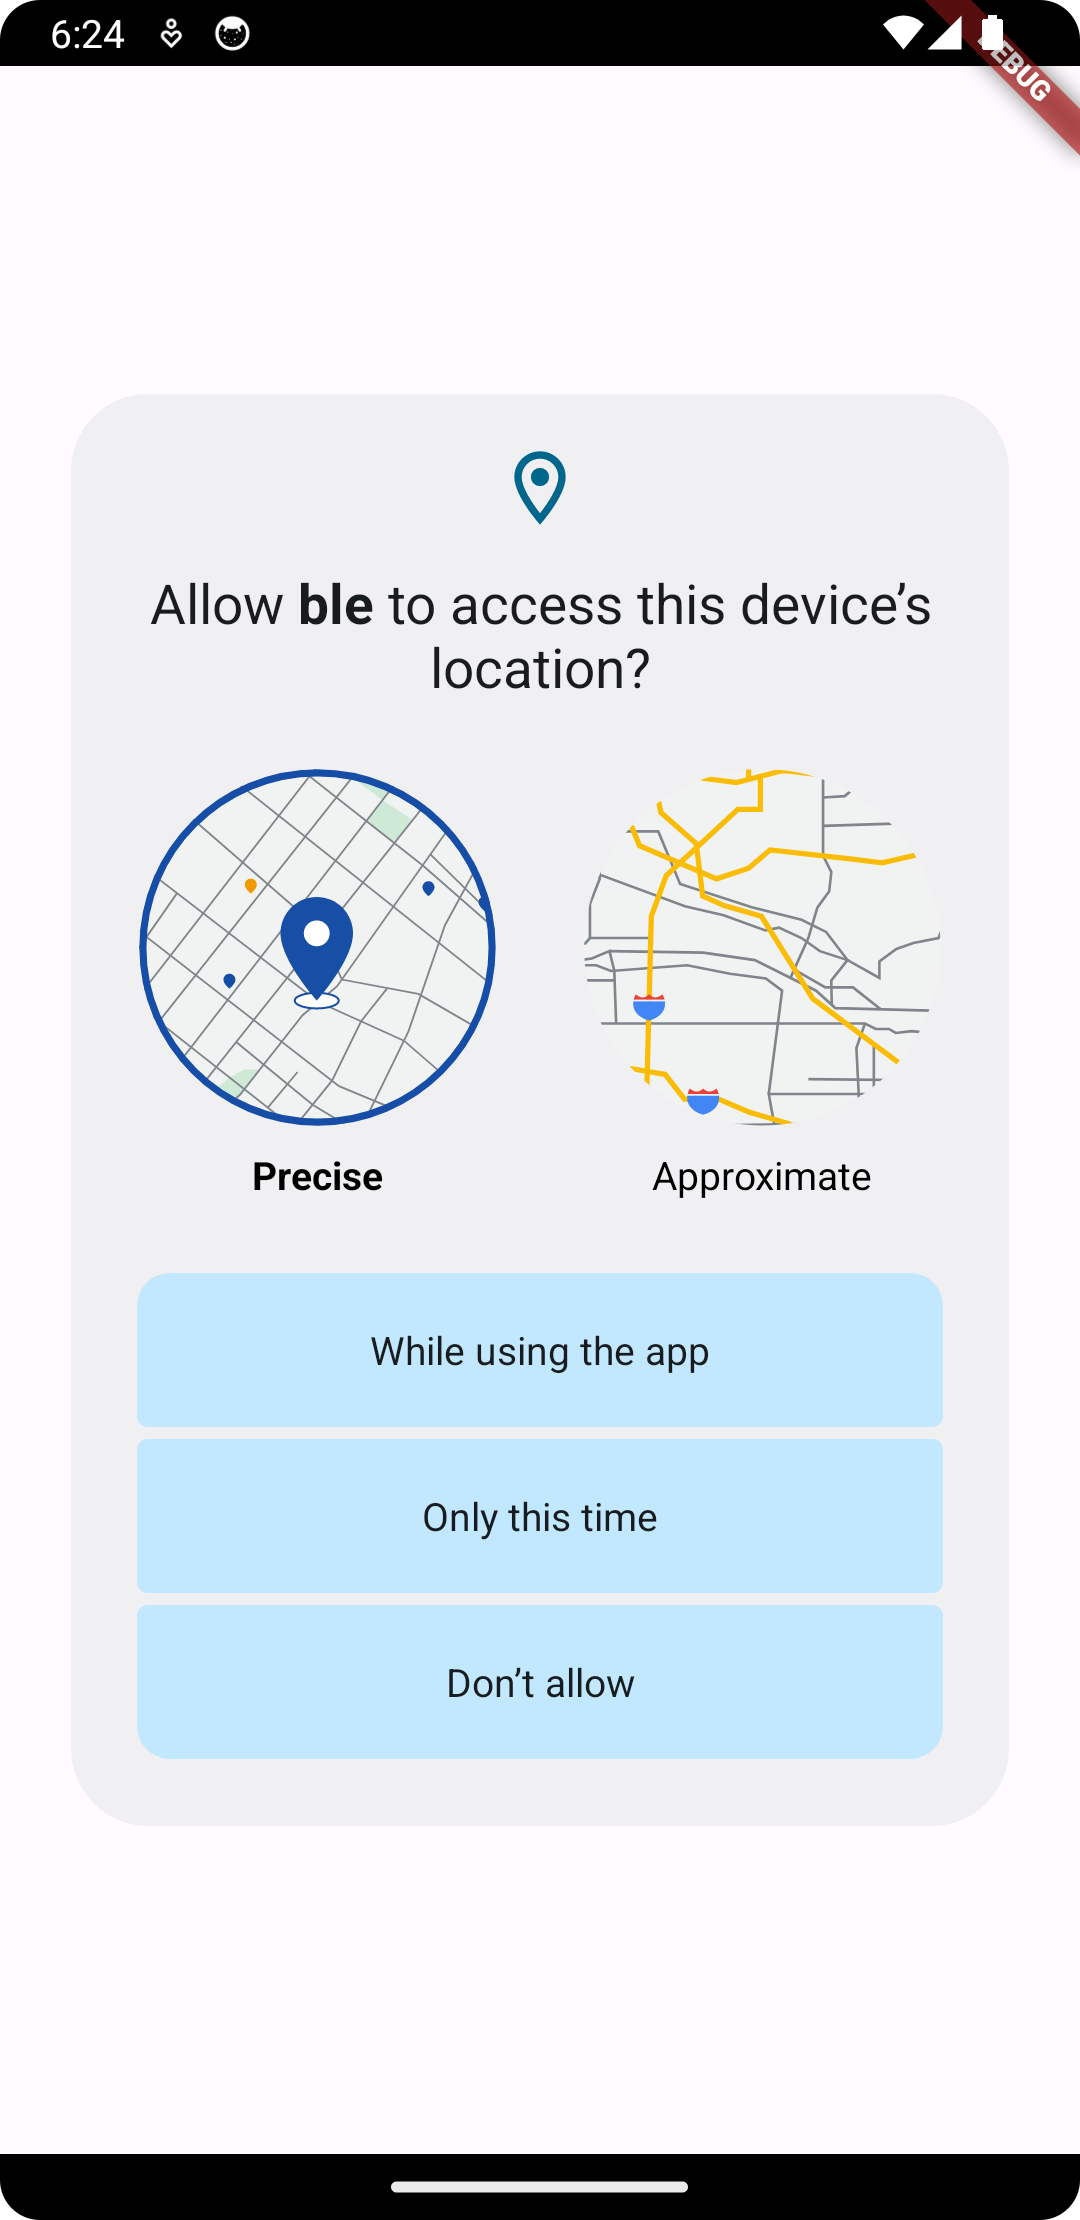 6:24
DEBUG
Allow ble to access this device’s
location?
Precise
Approximate
While using the app
Only this time
Don’t allow